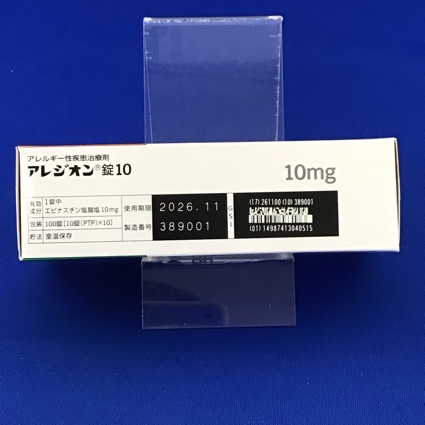 アレルギー性疾患治療剤
アレジオン®錠10
10mg
有効成分
1錠中
エピナスチン塩酸塩10mg
包装 100錠[10錠(PTP)×10]
貯法 室温保存
使用期限 2026.11
製造番号 389001
GS1
(17)261100(10)389001
(01)14987413040515